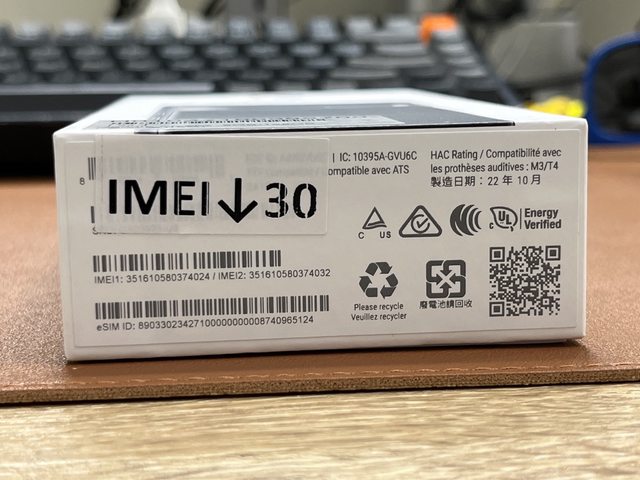 | IC: 10395A-GVU6C
ompatible avec ATS
HAC Rating / Compatibilité avec
les prothèses auditives : M3/T4
製造日期：22 年 10 月
8
IMEI↓30
C US
UL
Energy
Verified
IMEI1: 351610580374024 / IMEI2: 351610580374032
eSIM ID: 89033023427100000000008740965124
Please recycle
Veuillez recycler
廢電池請回收